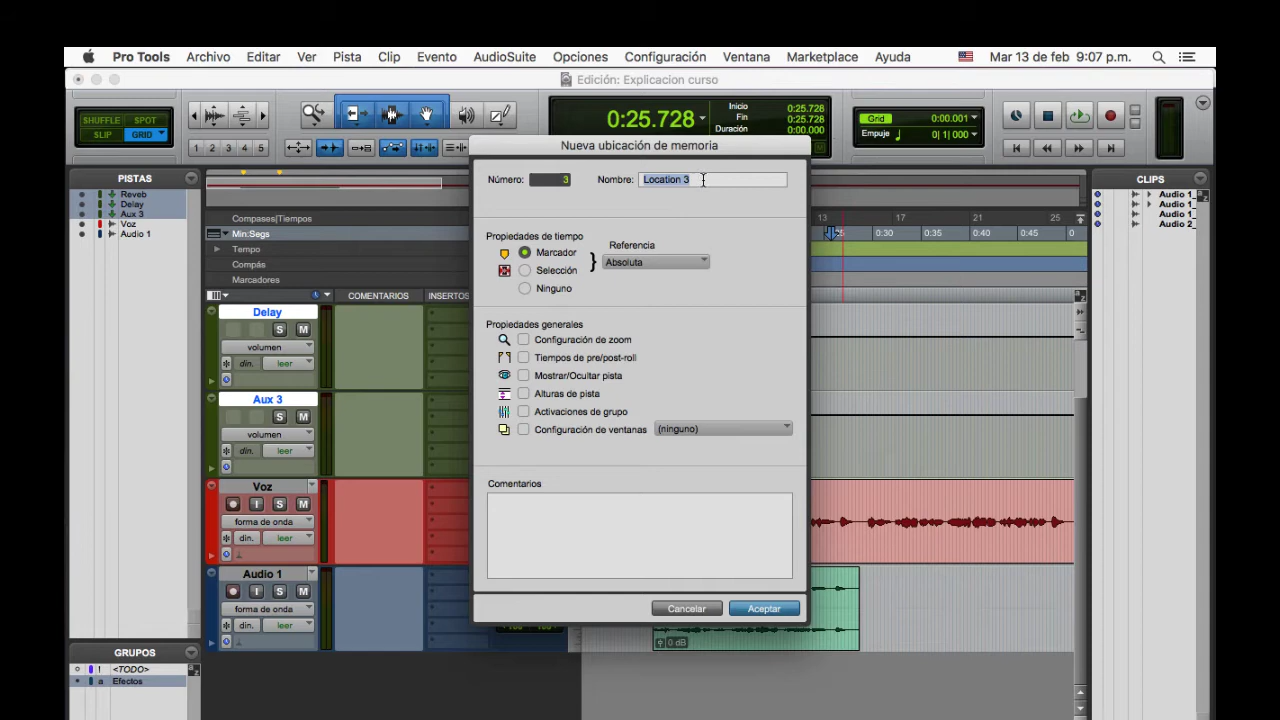 Pro Tools Archivo Editar Ver Pista Clip Evento AudioSuite Opciones Configuración Ventana Marketplace Ayuda Mar 13 de feb 9:07 p.m.
Edición: Explicacion curso
SHUFFLE SPOT
SLIP GRID
1 2 3 4 5
0:25.728
Inicio 0:25.728
Fin 0:25.728
Duración 0:00.000
Grid 0:00.001
Empuje 0| 1| 000
Nueva ubicación de memoria
Número: 3 Nombre: Location 3
Propiedades de tiempo
Marcador
Selección
Ninguno
Referencia
Absoluta
Propiedades generales
Configuración de zoom
Tiempos de pre/post-roll
Mostrar/Ocultar pista
Alturas de pista
Activaciones de grupo
Configuración de ventanas (ninguno)
Comentarios
Cancelar Aceptar
PISTAS
Reveb
Delay
Aux 3
Voz
Audio 1
GRUPOS
! <TODO>
a Efectos
Compases|Tiempos
Min:Segs
Tempo
Compás
Marcadores
13 17 21 25
0:30 0:35 0:40 0:45 0
COMENTARIOS INSERTOS
Delay
S M
volumen
din. leer
Aux 3
S M
volumen
din. leer
Voz
I S M
forma de onda
din. leer
Audio 1
I S M
forma de onda
din. leer
0 dB
CLIPS
Audio 1_
Audio 1_
Audio 1_
Audio 2_